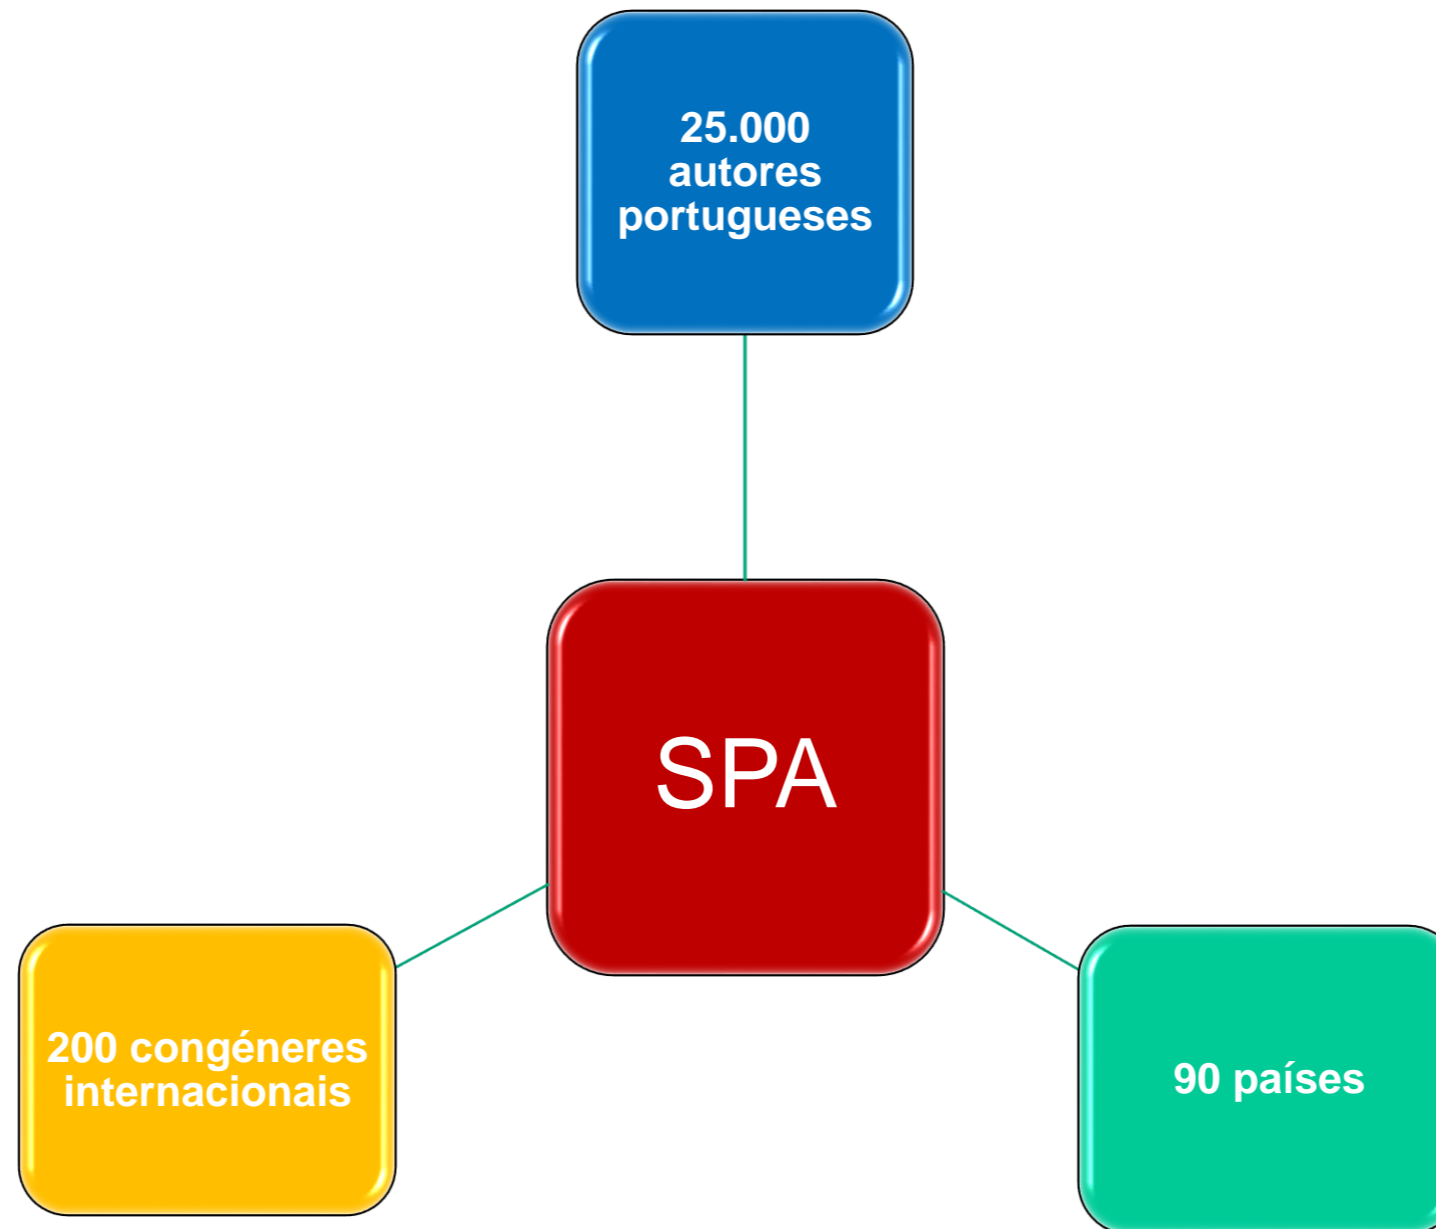 25.000
autores
portugueses
SPA
200 congéneres
internacionais
90 países